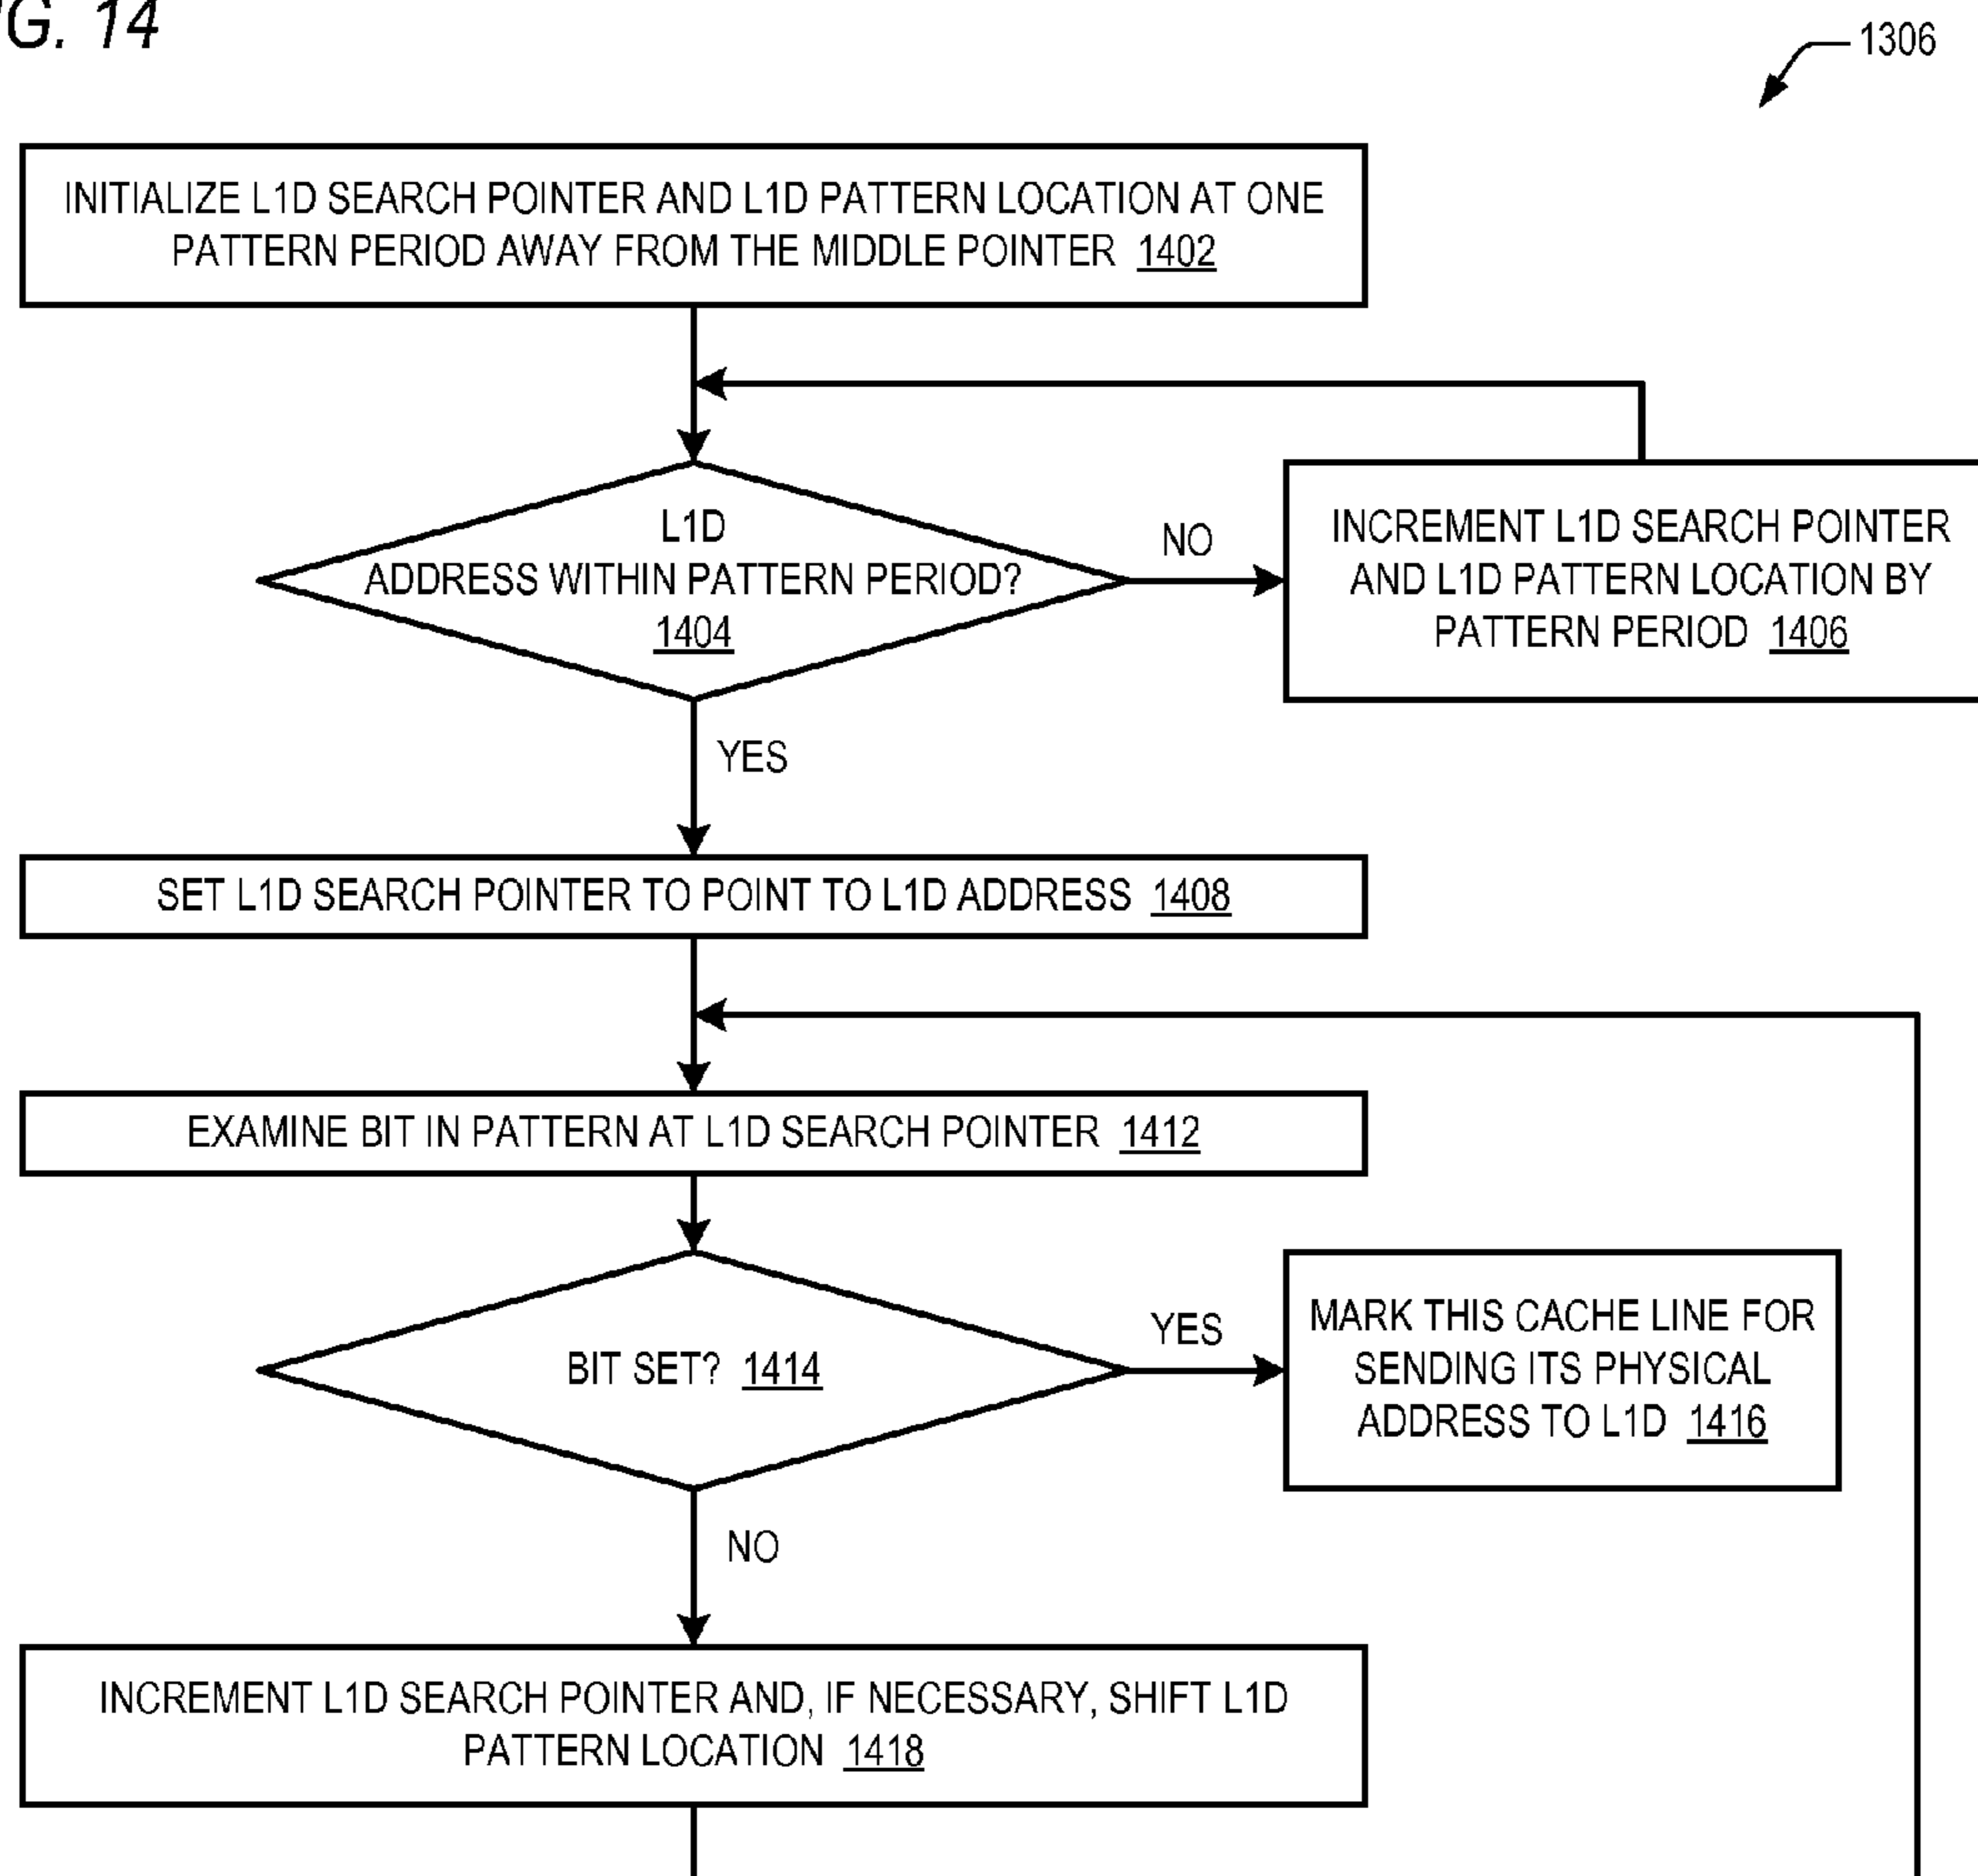 G. 14
1306
INITIALIZE L1D SEARCH POINTER AND L1D PATTERN LOCATION AT ONE
PATTERN PERIOD AWAY FROM THE MIDDLE POINTER 1402
L1D
ADDRESS WITHIN PATTERN PERIOD?
1404
NO
INCREMENT L1D SEARCH POINTER
AND L1D PATTERN LOCATION BY
PATTERN PERIOD 1406
YES
SET L1D SEARCH POINTER TO POINT TO L1D ADDRESS 1408
EXAMINE BIT IN PATTERN AT L1D SEARCH POINTER 1412
BIT SET? 1414
YES
MARK THIS CACHE LINE FOR
SENDING ITS PHYSICAL
ADDRESS TO L1D 1416
NO
INCREMENT L1D SEARCH POINTER AND, IF NECESSARY, SHIFT L1D
PATTERN LOCATION 1418